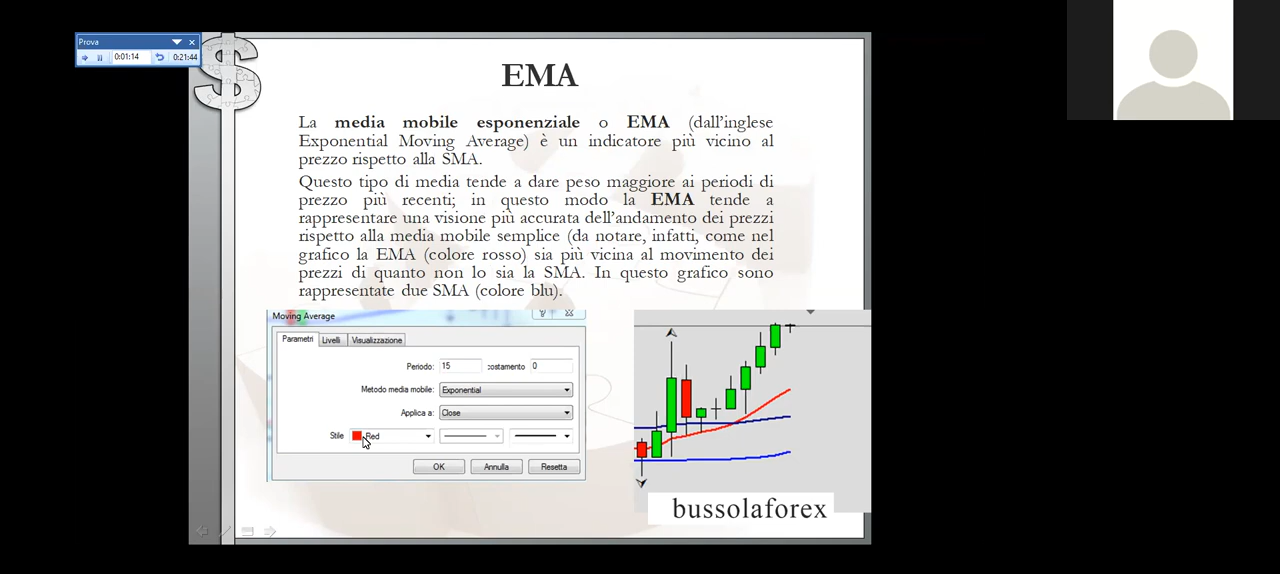 Prova
0:01:14
0:21:44
EMA
La media mobile esponenziale o EMA (dall'inglese
Exponential Moving Average) è un indicatore più vicino al
prezzo rispetto alla SMA.
Questo tipo di media tende a dare peso maggiore ai periodi di
prezzo più recenti; in questo modo la EMA tende a
rappresentare una visione più accurata dell'andamento dei prezzi
rispetto alla media mobile semplice (da notare, infatti, come nel
grafico la EMA (colore rosso) sia più vicina al movimento dei
prezzi di quanto non lo sia la SMA. In questo grafico sono
rappresentate due SMA (colore blu).
Moving Average
Parametri Livelli Visualizzazione
Periodo: 15 costamento 0
Metodo media mobile: Exponential
Applica a: Close
Stile Red
OK Annulla Resetta
bussolaforex